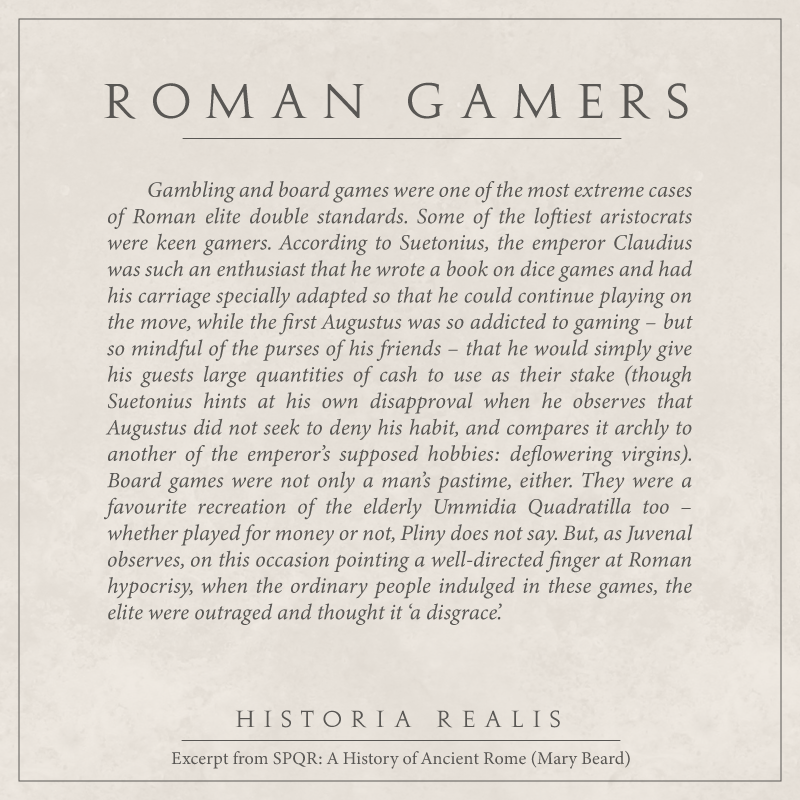 ROMAN GAMERS
Gambling and board games were one of the most extreme cases
of Roman elite double standards. Some of the loftiest aristocrats
were keen gamers. According to Suetonius, the emperor Claudius
was such an enthusiast that he wrote a book on dice games and had
his carriage specially adapted so that he could continue playing on
the move, while the first Augustus was so addicted to gaming – but
so mindful of the purses of his friends – that he would simply give
his guests large quantities of cash to use as their stake (though
Suetonius hints at his own disapproval when he observes that
Augustus did not seek to deny his habit, and compares it archly to
another of the emperor’s supposed hobbies: deflowering virgins).
Board games were not only a man’s pastime, either. They were a
favourite recreation of the elderly Ummidia Quadratilla too –
whether played for money or not, Pliny does not say. But, as Juvenal
observes, on this occasion pointing a well-directed finger at Roman
hypocrisy, when the ordinary people indulged in these games, the
elite were outraged and thought it ‘a disgrace’.
HISTORIA REALIS
Excerpt from SPQR: A History of Ancient Rome (Mary Beard)